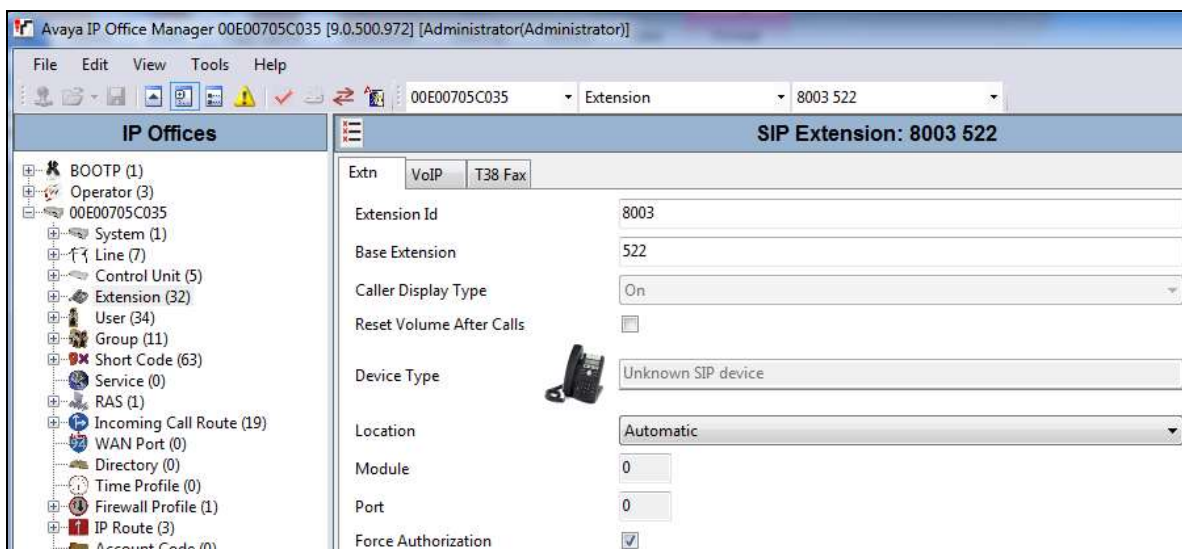 Avaya IP Office Manager 00E00705C035 [9.0.500.972] [Administrator(Administrator)]
File Edit View Tools Help
00E00705C035 Extension 8003 522
IP Offices
SIP Extension: 8003 522
BOOTP (1)
Operator (3)
00E00705C035
System (1)
Line (7)
Control Unit (5)
Extension (32)
User (34)
Group (11)
Short Code (63)
Service (0)
RAS (1)
Incoming Call Route (19)
WAN Port (0)
Directory (0)
Time Profile (0)
Firewall Profile (1)
IP Route (3)
Account Code (0)
Extn VoIP T38 Fax
Extension Id 8003
Base Extension 522
Caller Display Type On
Reset Volume After Calls
Device Type Unknown SIP device
Location Automatic
Module 0
Port 0
Force Authorization